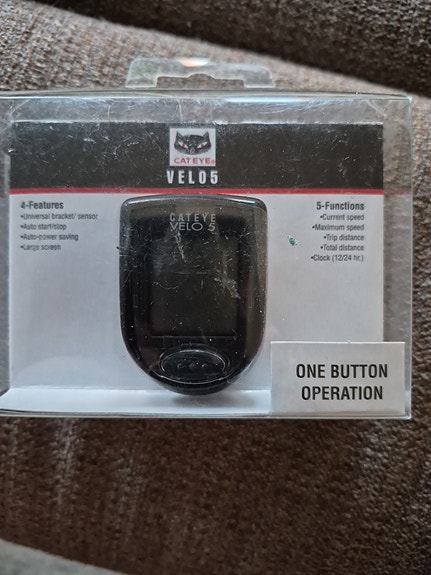 CAT EYE®
VELO5
4-Features
•Universal bracket/ sensor
•Auto start/stop
•Auto-power saving
•Large screen
5-Functions
•Current speed
•Maximum speed
•Trip distance
•Total distance
•Clock (12/24 hr.)
CATEYE
VELO 5
ONE BUTTON
OPERATION